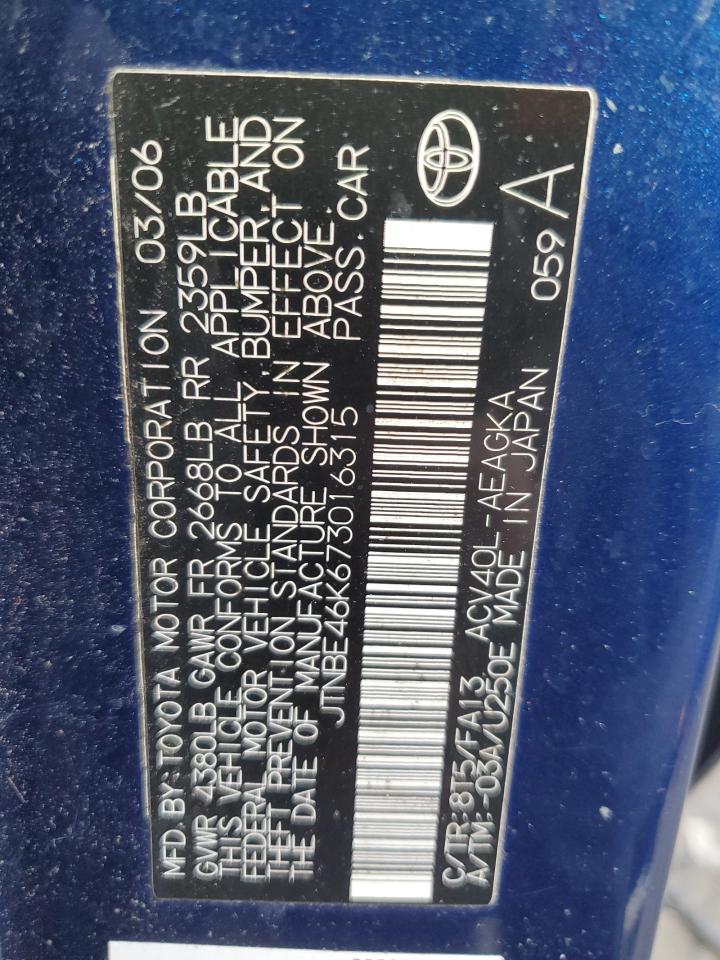 MFD. BY: TOYOTA MOTOR CORPORATION 03/06
GVWR 4380LB GAWR FR 2668LB RR 2359LB
THIS VEHICLE CONFORMS TO ALL APPLICABLE
FEDERAL MOTOR VEHICLE SAFETY, BUMPER, AND
THEFT PREVENTION STANDARDS IN EFFECT ON
THE DATE OF MANUFACTURE SHOWN ABOVE.
JTNBE46K673016315 PASS. CAR
C/TR:8T5/FA13 ACV40L-AEAGKA 059 A
A/TM:-03A/U250E MADE IN JAPAN